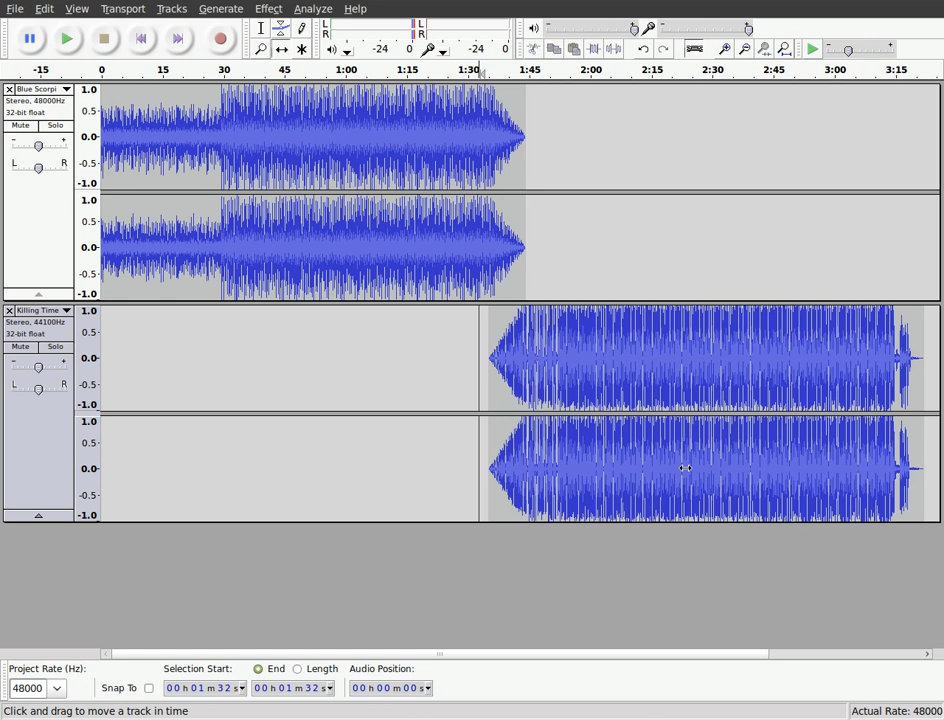 File Edit View Transport Tracks Generate Effect Analyze Help
L R -24 0 L R -24 0
- + - +
- +
-15 0 15 30 45 1:00 1:15 1:30 1:45 2:00 2:15 2:30 2:45 3:00 3:15
Blue Scorpi
Stereo, 48000Hz
32-bit float
Mute Solo
- +
L R
1.0
0.5
0.0
-0.5
-1.0
1.0
0.5
0.0
-0.5
-1.0
Killing Time
Stereo, 44100Hz
32-bit float
Mute Solo
- +
L R
1.0
0.5
0.0
-0.5
-1.0
1.0
0.5
0.0
-0.5
-1.0
Project Rate (Hz): Selection Start: End Length Audio Position:
48000 Snap To 00 h 01 m 32 s 00 h 01 m 32 s 00 h 00 m 00 s
Click and drag to move a track in time Actual Rate: 48000